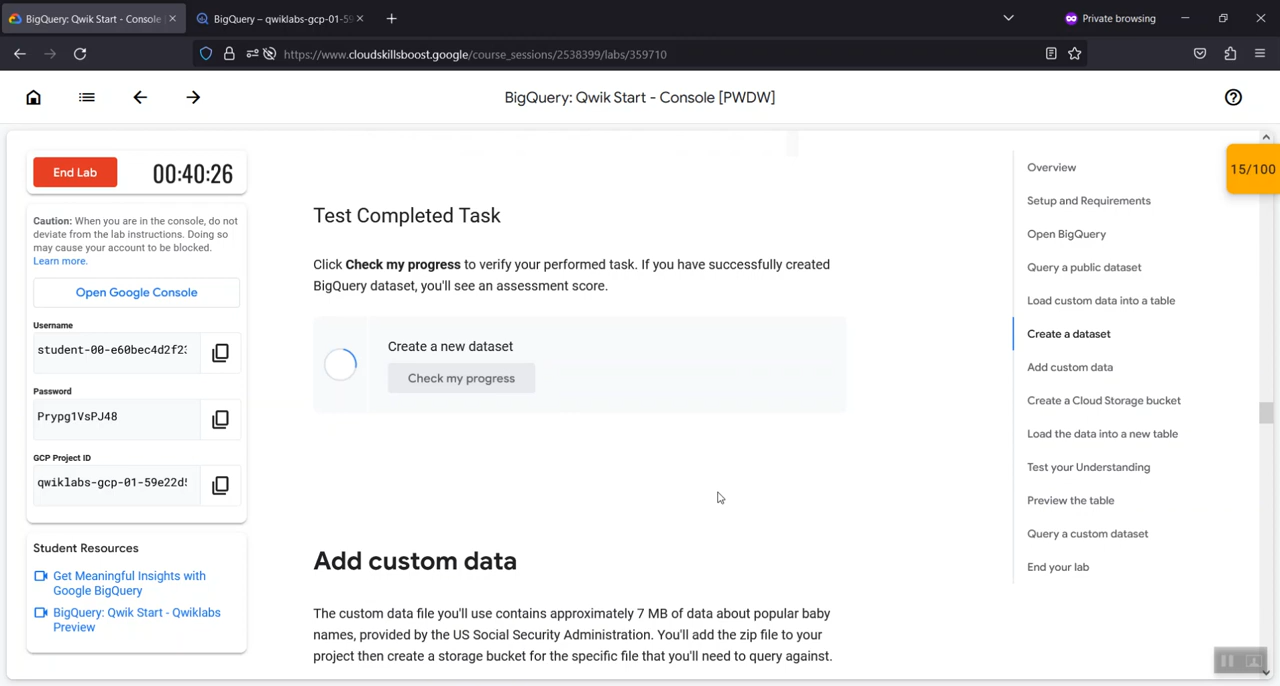 BigQuery: Qwik Start - Console
BigQuery – qwiklabs-gcp-01-59
Private browsing
https://www.cloudskillsboost.google/course_sessions/2538399/labs/359710
BigQuery: Qwik Start - Console [PWDW]
End Lab
00:40:26
Caution: When you are in the console, do not
deviate from the lab instructions. Doing so
may cause your account to be blocked.
Learn more.
Open Google Console
Username
student-00-e60bec4d2f23
Password
Prypg1VsPJ48
GCP Project ID
qwiklabs-gcp-01-59e22d5
Student Resources
Get Meaningful Insights with
Google BigQuery
BigQuery: Qwik Start - Qwiklabs
Preview
Test Completed Task
Click Check my progress to verify your performed task. If you have successfully created
BigQuery dataset, you'll see an assessment score.
Create a new dataset
Check my progress
Add custom data
The custom data file you'll use contains approximately 7 MB of data about popular baby
names, provided by the US Social Security Administration. You'll add the zip file to your
project then create a storage bucket for the specific file that you'll need to query against.
Overview
Setup and Requirements
Open BigQuery
Query a public dataset
Load custom data into a table
Create a dataset
Add custom data
Create a Cloud Storage bucket
Load the data into a new table
Test your Understanding
Preview the table
Query a custom dataset
End your lab
15/100